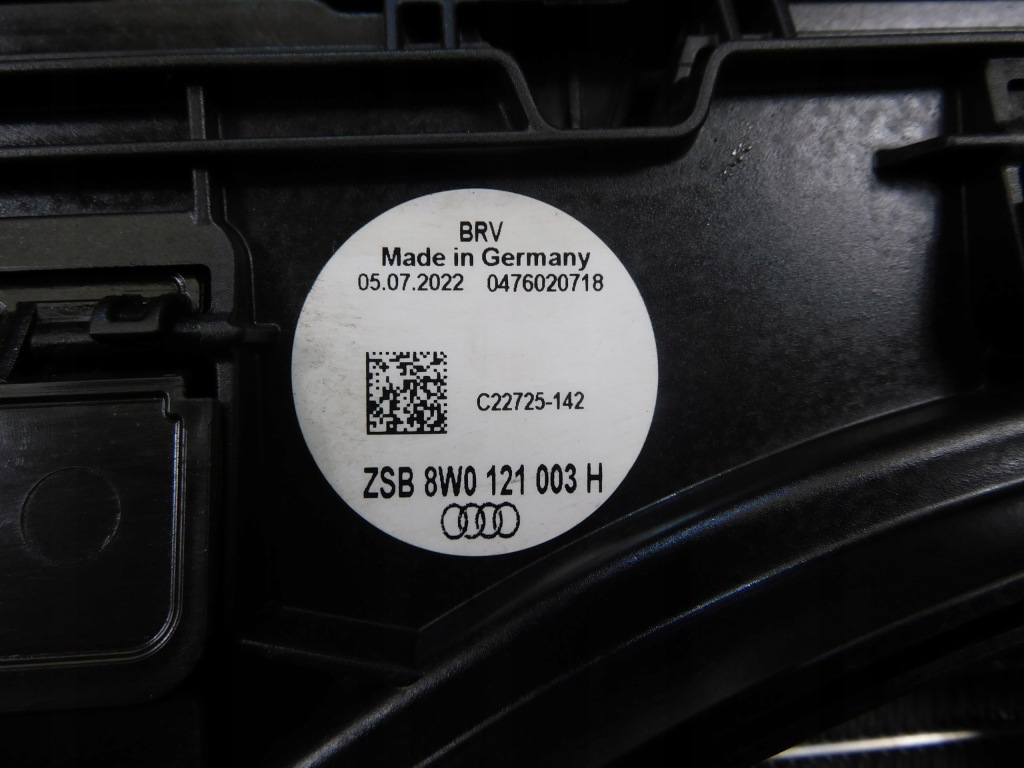 BRV
Made in Germany
05.07.2022 0476020718
C22725-142
ZSB 8W0 121 003 H